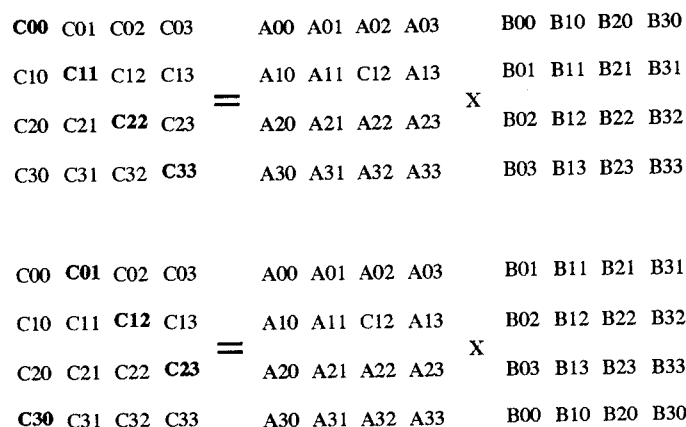 C00 C01 C02 C03 A00 A01 A02 A03 B00 B10 B20 B30
C10 C11 C12 C13 = A10 A11 C12 A13 x B01 B11 B21 B31
C20 C21 C22 C23 A20 A21 A22 A23 B02 B12 B22 B32
C30 C31 C32 C33 A30 A31 A32 A33 B03 B13 B23 B33
C00 C01 C02 C03 A00 A01 A02 A03 B01 B11 B21 B31
C10 C11 C12 C13 = A10 A11 C12 A13 x B02 B12 B22 B32
C20 C21 C22 C23 A20 A21 A22 A23 B03 B13 B23 B33
C30 C31 C32 C33 A30 A31 A32 A33 B00 B10 B20 B30